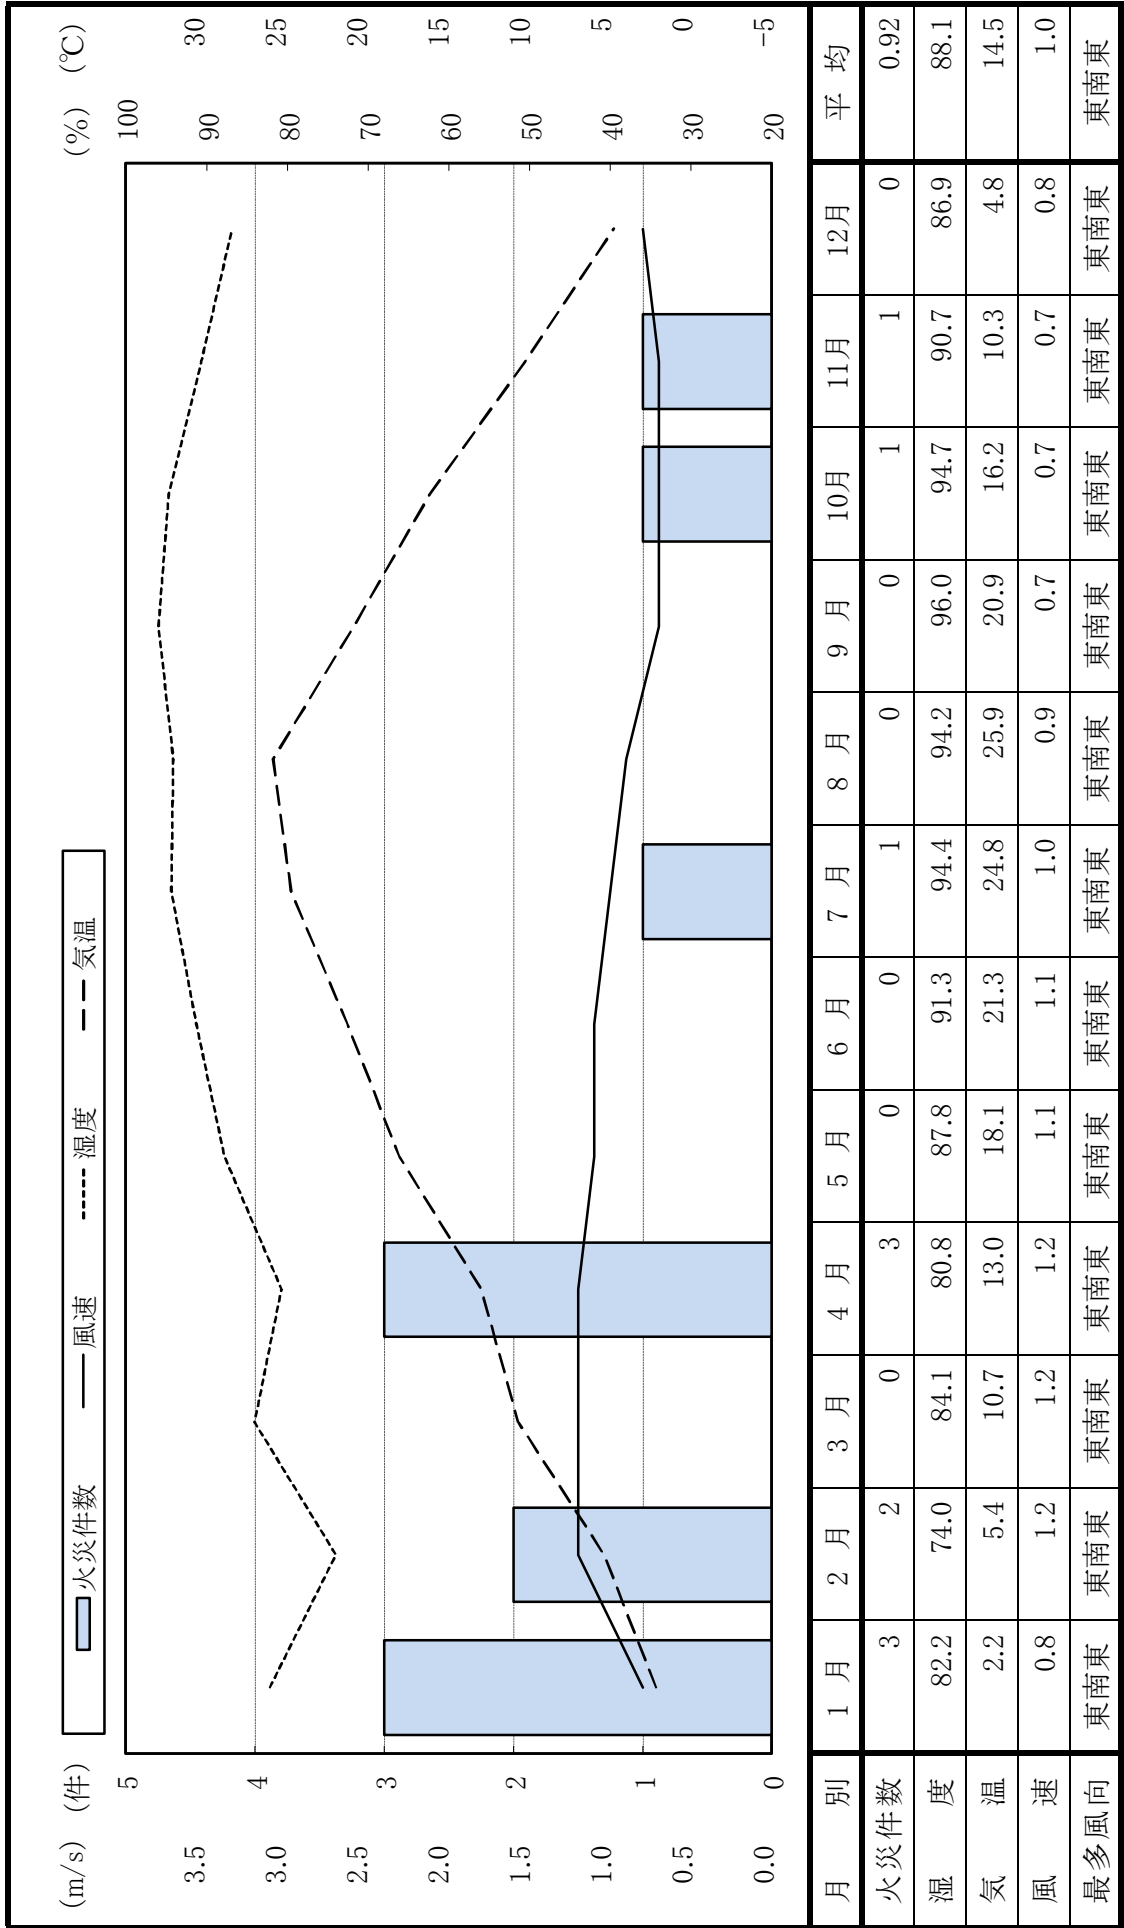 (m/s) (件) (%) (℃)
火災件数 風速 湿度 気温
5 100
3.5 90 30
4 80 25
3.0
2.5 3 70 20
2.0 60 15
1.5 2 50 10
1.0 40 5
1 30 0
0.5
0.0 0 20 -5
月別 1月 2月 3月 4月 5月 6月 7月 8月 9月 10月 11月 12月 平均
火災件数 3 2 0 3 0 0 1 0 0 1 1 0 0.92
湿度 82.2 74.0 84.1 80.8 87.8 91.3 94.4 94.2 96.0 94.7 90.7 86.9 88.1
気温 2.2 5.4 10.7 13.0 18.1 21.3 24.8 25.9 20.9 16.2 10.3 4.8 14.5
風速 0.8 1.2 1.2 1.2 1.1 1.1 1.0 0.9 0.7 0.7 0.7 0.8 1.0
最多風向 東南東 東南東 東南東 東南東 東南東 東南東 東南東 東南東 東南東 東南東 東南東 東南東 東南東